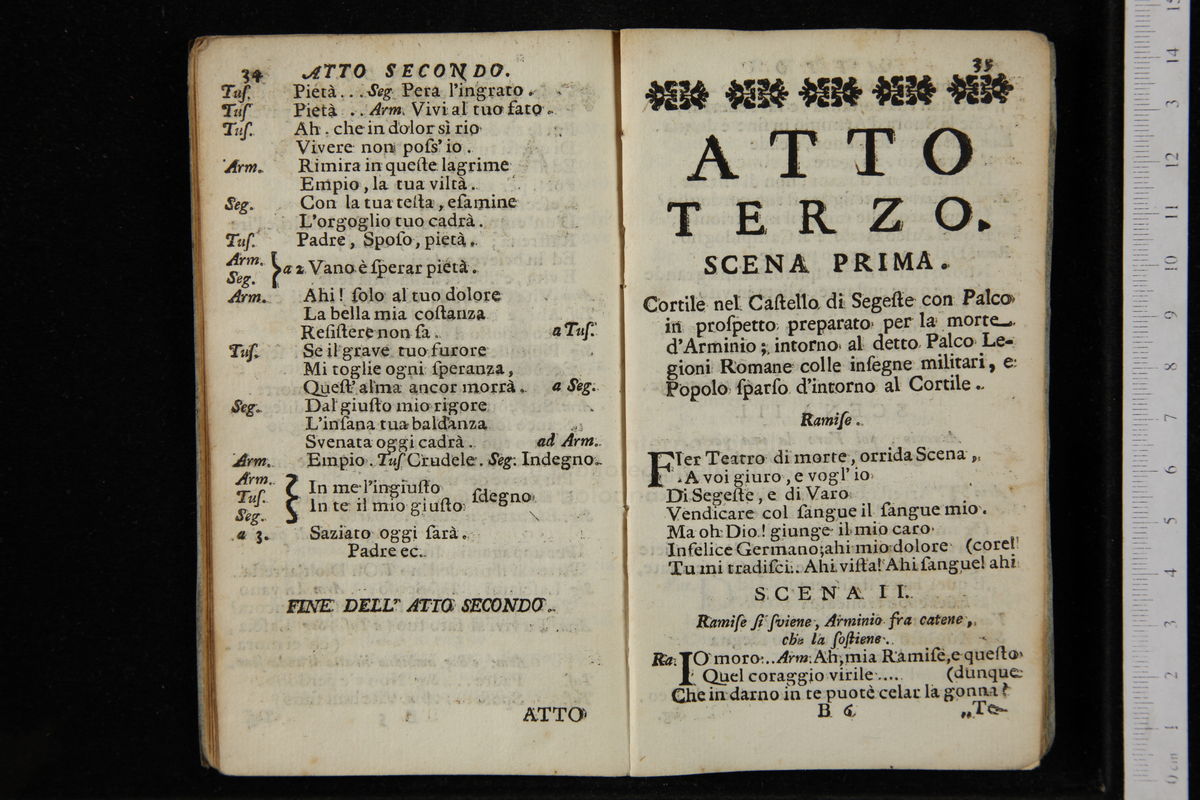 34 ATTO SECONDO.
Tuſ. Pietà... Seg Pera l'ingrato.
Tuſ Pietà .. Arm. Vivi al tuo fato.
Tuſ. Ah. che in dolor sì rio
Vivere non poſs' io.
Arm. Rimira in queſte lagrime
Empio, la tua viltà.
Seg. Con la tua teſta, eſamine
L'orgoglio tuo cadrà.
Tuſ. Padre, Spoſo, pietà.
Arm.
Seg. } a 2 Vano è ſperar pietà.
Arm. Ahi! ſolo al tuo dolore
La bella mia coſtanza
Reſiſtere non ſa. a Tuſ.
Tuſ. Se il grave tuo furore
Mi toglie ogni ſperanza,
Queſt' alma ancor morrà. a Seg.
Seg. Dal giuſto mio rigore
L'inſana tua baldanza
Svenata oggi cadrà. ad Arm.
Arm. Empio. Tuſ Crudele. Seg. Indegno.
Arm. In me l'ingiuſto
Tuſ. } In te il mio giuſto ſdegno
Seg.
a 3. Saziato oggi ſarà.
Padre ec.
FINE DELL' ATTO SECONDO.
ATTO
35
ATTO
TERZO.
SCENA PRIMA.
Cortile nel Caſtello di Segeſte con Palco
in proſpetto preparato per la morte
d'Arminio; intorno al detto Palco Le-
gioni Romane colle inſegne militari, e
Popolo ſparſo d'intorno al Cortile.
Ramiſe.
FIer Teatro di morte, orrida Scena,
A voi giuro, e vogl' io
Di Segeſte, e di Varo
Vendicare col ſangue il ſangue mio.
Ma oh Dio! giunge il mio caro
Infelice Germano; ahi mio dolore (core!
Tu mi tradiſci. Ahi viſta! Ahi ſangue! ahi
SCENA II.
Ramiſe ſi ſviene, Arminio fra catene,
che la ſoſtiene.
Ra. IO moro... Arm. Ah, mia Ramiſe, e queſto
Quel coraggio virile.... (dunque
Che in darno in te puotè celar la gonna?
B 6 „Te